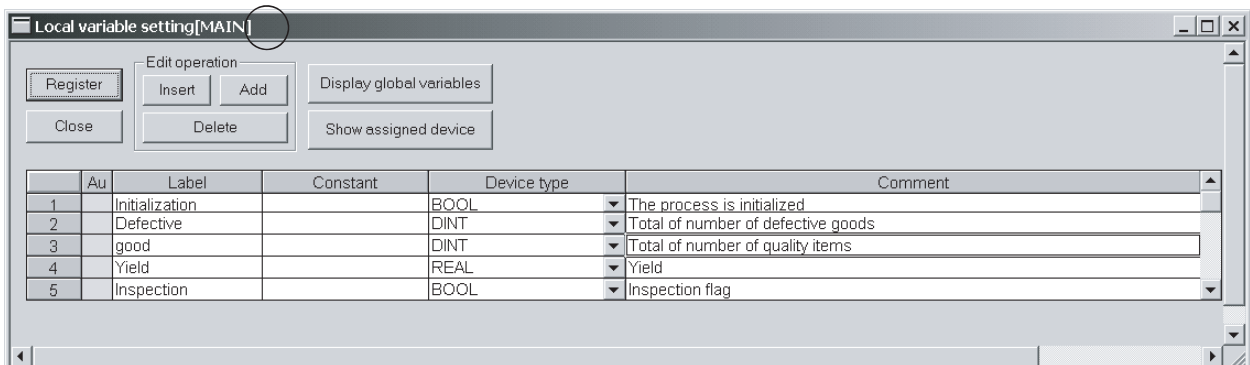 Local variable setting[MAIN]
Edit operation
Register Insert Add Display global variables
Close Delete Show assigned device
Au Label Constant Device type Comment
1 Initialization BOOL The process is initialized
2 Defective DINT Total of number of defective goods
3 good DINT Total of number of quality items
4 Yield REAL Yield
5 Inspection BOOL Inspection flag